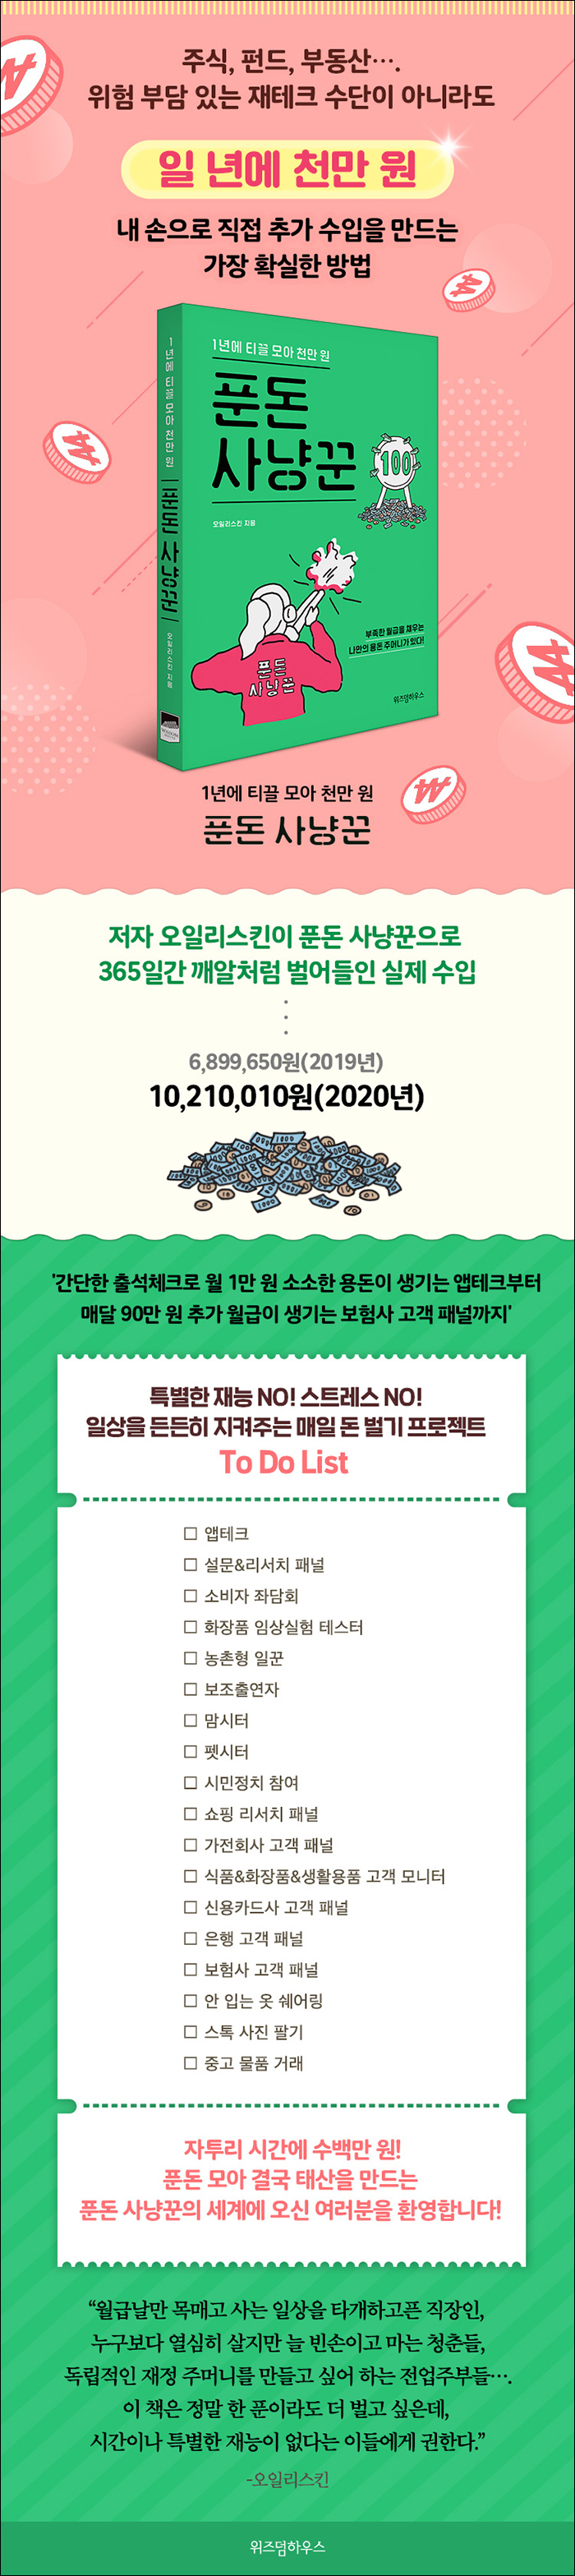 주식, 펀드, 부동산….
위험 부담 있는 재테크 수단이 아니라도
일 년에 천만 원
내 손으로 직접 추가 수입을 만드는
가장 확실한 방법
1년에 티끌 모아 천만 원
푼돈 사냥꾼
오일리스킨 지음
1년에 티끌 모아 천만 원
푼돈
사냥꾼
100
오일리스킨 지음
푼돈
사냥꾼
부족한 월급을 채우는
나만의 용돈 주머니가 있다!
위즈덤하우스
1년에 티끌 모아 천만 원
푼돈 사냥꾼
저자 오일리스킨이 푼돈 사냥꾼으로
365일간 깨알처럼 벌어들인 실제 수입
6,899,650원(2019년)
10,210,010원(2020년)
'간단한 출석체크로 월 1만 원 소소한 용돈이 생기는 앱테크부터
매달 90만 원 추가 월급이 생기는 보험사 고객 패널까지'
특별한 재능 NO! 스트레스 NO!
일상을 든든히 지켜주는 매일 돈 벌기 프로젝트
To Do List
□ 앱테크
□ 설문&리서치 패널
□ 소비자 좌담회
□ 화장품 임상실험 테스터
□ 농촌형 일꾼
□ 보조출연자
□ 맘시터
□ 펫시터
□ 시민정치 참여
□ 쇼핑 리서치 패널
□ 가전회사 고객 패널
□ 식품&화장품&생활용품 고객 모니터
□ 신용카드사 고객 패널
□ 은행 고객 패널
□ 보험사 고객 패널
□ 안 입는 옷 쉐어링
□ 스톡 사진 팔기
□ 중고 물품 거래
자투리 시간에 수백만 원!
푼돈 모아 결국 태산을 만드는
푼돈 사냥꾼의 세계에 오신 여러분을 환영합니다!
“월급날만 목매고 사는 일상을 타개하고픈 직장인,
누구보다 열심히 살지만 늘 빈손이고 마는 청춘들,
독립적인 재정 주머니를 만들고 싶어 하는 전업주부들….
이 책은 정말 한 푼이라도 더 벌고 싶은데,
시간이나 특별한 재능이 없다는 이들에게 권한다.”
-오일리스킨
위즈덤하우스